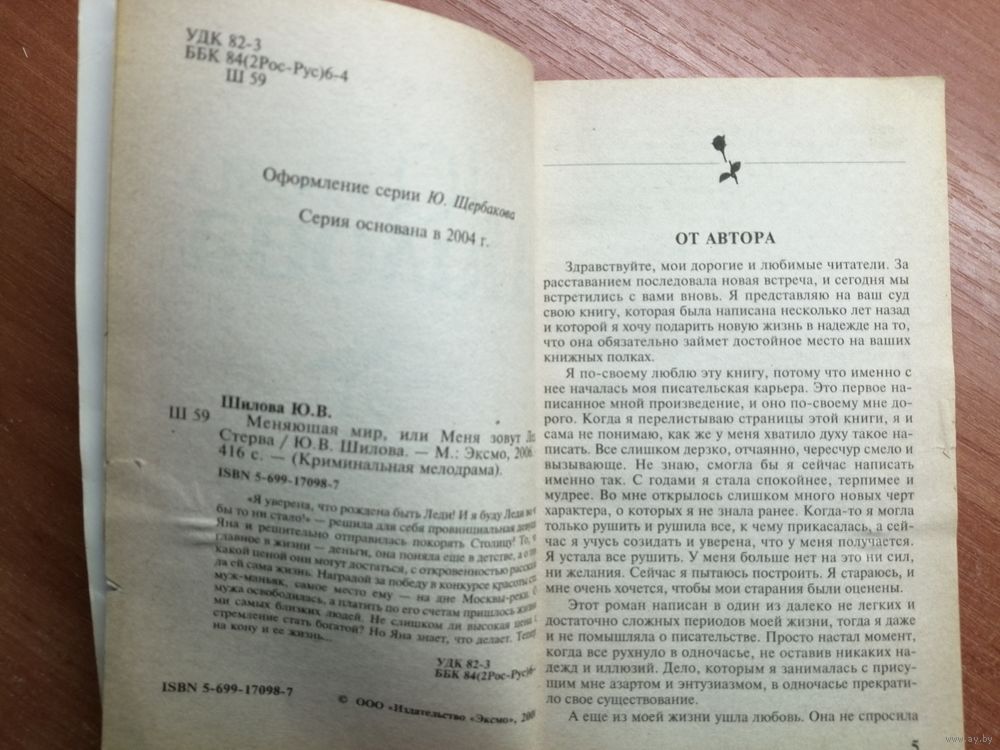 УДК 82-3
ББК 84(2Рос-Рус)6-4
Ш 59
Оформление серии Ю. Щербакова
Серия основана в 2004 г.
Шилова Ю.В.
Ш 59 Меняющая мир, или Меня зовут
Стерва / Ю.В. Шилова. — М.: Эксмо, 2006
416 с. — (Криминальная мелодрама).
ISBN 5-699-17098-7
«Я уверена, что рождена быть Леди! И я буду Леди
бы то ни стало!» — решила для себя провинциальная
Яна и решительно отправилась покорять Столицу! То,
главное в жизни — деньги, она поняла еще в детстве, а о
какой ценой они могут достаться, с откровенностью
ла ей сама жизнь. Наградой за победу в конкурсе красоты
муж-маньяк, самое место ему — на дне Москвы-реки.
мужа освободилась, а платить по его счетам пришлось
ми самых близких людей. Не слишком ли высокая цена
стремление стать богатой? Но Яна знает, что делает.
на кону и ее жизнь...
УДК 82-3
ББК 84(2Рос-Рус)6-
ISBN 5-699-17098-7
© ООО «Издательство «Эксмо»,
ОТ АВТОРА
Здравствуйте, мои дорогие и любимые читатели. За
расставанием последовала новая встреча, и сегодня мы
встретились с вами вновь. Я представляю на ваш суд
свою книгу, которая была написана несколько лет назад
и которой я хочу подарить новую жизнь в надежде на то,
что она обязательно займет достойное место на ваших
книжных полках.
Я по-своему люблю эту книгу, потому что именно с
нее началась моя писательская карьера. Это первое на-
писанное мной произведение, и оно по-своему мне до-
рого. Когда я перелистываю страницы этой книги, я и
сама не понимаю, как же у меня хватило духу такое на-
писать. Все слишком дерзко, отчаянно, чересчур смело и
вызывающе. Не знаю, смогла бы я сейчас написать
именно так. С годами я стала спокойнее, терпимее и
мудрее. Во мне открылось слишком много новых черт
характера, о которых я не знала ранее. Когда-то я могла
только рушить и рушила все, к чему прикасалась, а сей-
час я учусь созидать и уверена, что у меня получается.
Я устала все рушить. У меня больше нет на это ни сил,
ни желания. Сейчас я пытаюсь построить. Я стараюсь, и
мне очень хочется, чтобы мои старания были оценены.
Этот роман написан в один из далеко не легких и
достаточно сложных периодов моей жизни, тогда я даже
и не помышляла о писательстве. Просто настал момент,
когда все рухнуло в одночасье, не оставив никаких на-
дежд и иллюзий. Дело, которым я занималась с прису-
щим мне азартом и энтузиазмом, в одночасье прекрати-
ло свое существование.
А еще из моей жизни ушла любовь. Она не спросила
5
www.ay.by